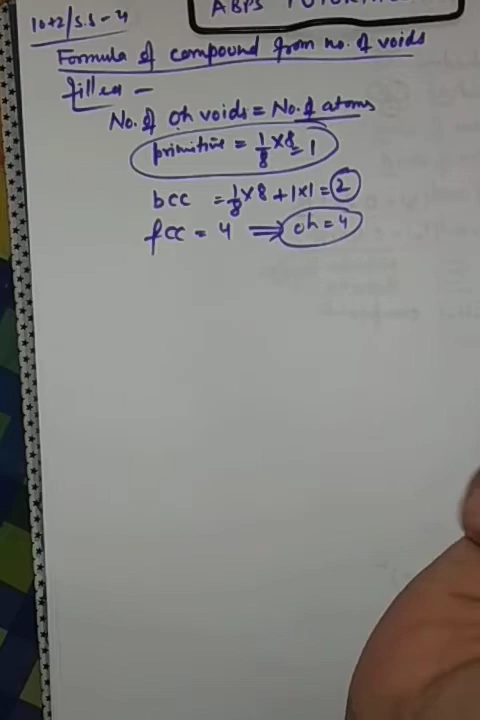 10+2/S.S-4
ABPS
Formula of compound from no. of voids
filled -
No. of oh voids = No. of atoms
primitive = 1/8 × 8 = 1
bcc = 1/8 × 8 + 1×1 = 2
fcc = 4 ⇒ oh = 4